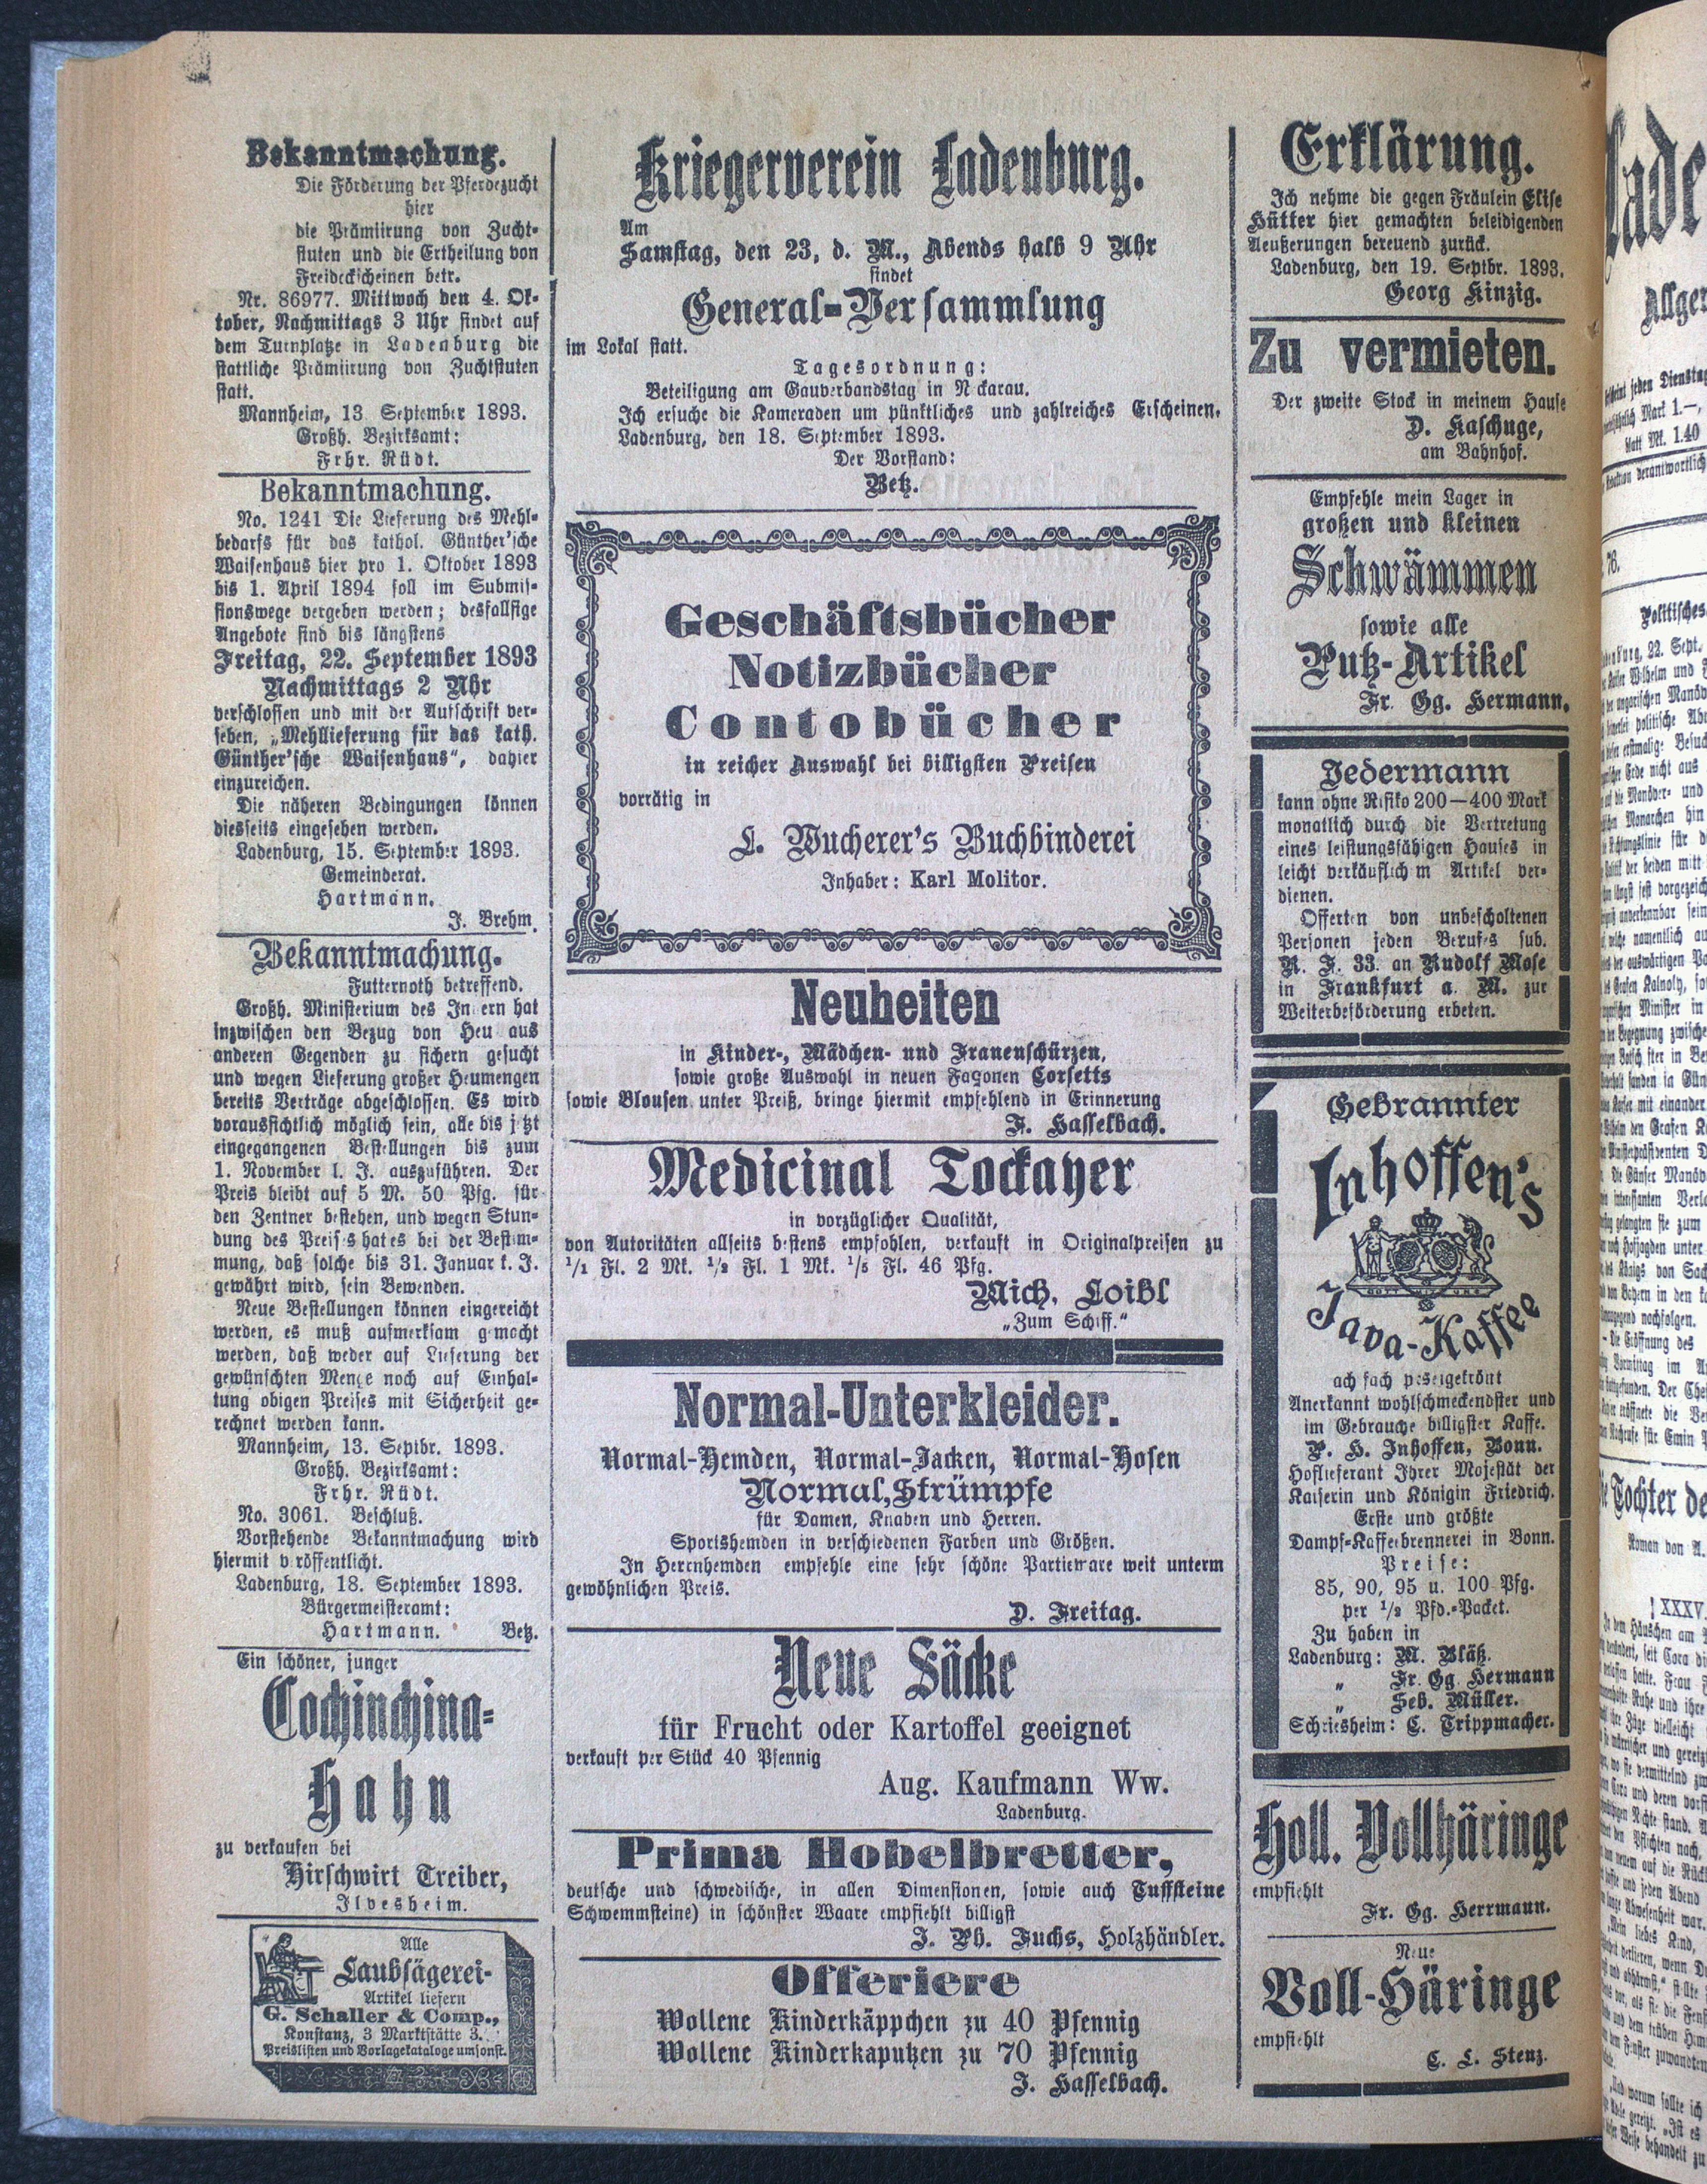 Bekanntmachung.
Die Förderung der Pferdezucht
hier
die Prämiirung von Zucht-
stuten und die Ertheilung von
Freideckscheinen betr.
Nr. 86977. Mittwoch den 4. Ok-
tober, Nachmittags 3 Uhr findet auf
dem Turnplatze in Ladenburg die
stattliche Prämiirung von Zuchtstuten
statt.
Mannheim, 13 September 1893.
Großh. Bezirksamt:
Frhr. Rüdt.
Bekanntmachung.
No. 1241 Die Lieferung des Mehl-
bedarfs für das kathol. Günther'sche
Waisenhaus hier pro 1. Oktober 1893
bis 1. April 1894 soll im Submis-
sionswege vergeben werden; desfallsige
Angebote sind bis längstens
Freitag, 22. September 1893
Nachmittags 2 Uhr
verschlossen und mit der Aufschrift ver-
sehen, „Mehllieferung für das kath.
Günther'sche Waisenhaus“, dahier
einzureichen.
Die näheren Bedingungen können
diesseits eingesehen werden.
Ladenburg, 15. September 1893.
Gemeinderat.
Hartmann.
J. Brehm.
Bekanntmachung.
Futternoth betreffend.
Großh. Ministerium des In ern hat
inzwischen den Bezug von Heu aus
anderen Gegenden zu sichern gesucht
und wegen Lieferung großer Heumengen
bereits Verträge abgeschlossen. Es wird
voraussichtlich möglich sein, alle bis j tzt
eingegangenen Bestellungen bis zum
1. November l. J. auszuführen. Der
Preis bleibt auf 5 M. 50 Pfg. für
den Zentner bestehen, und wegen Stun-
dung des Preises hat es bei der Bestim-
mung, daß solche bis 31. Januar k. J.
gewährt wird, sein Bewenden.
Neue Bestellungen können eingereicht
werden, es muß aufmerksam g macht
werden, daß weder auf Lieferung der
gewünschten Menge noch auf Einhal-
tung obigen Preises mit Sicherheit ge-
rechnet werden kann.
Mannheim, 13. Septbr. 1893.
Großh. Bezirksamt:
Frhr. Rüdt.
No. 3061. Beschluß.
Vorstehende Bekanntmachung wird
hiermit v röffentlicht.
Ladenburg, 18. September 1893.
Bürgermeisteramt:
Hartmann. Betz.
Ein schöner, junger
Cochinchina-
Hahn
zu verkaufen bei
Hirschwirt Treiber,
Ilvesheim.
Alle
Laubsägerei-
Artikel liefern
G. Schaller & Comp.,
Konstanz, 3 Marktstätte 3.
Preislisten und Vorlagekataloge umsonst.
Kriegerverein Ladenburg.
Am
Samstag, den 23, d. M., Abends halb 9 Uhr
findet
General-Versammlung
im Lokal statt.
Tagesordnung:
Beteiligung am Gauverbandstag in N ckarau.
Ich ersuche die Kameraden um pünktliches und zahlreiches Erscheinen.
Ladenburg, den 18. September 1893.
Der Vorstand:
Betz.
Geschäftsbücher
Notizbücher
Contobücher
in reicher Auswahl bei billigsten Preisen
vorrätig in
L. Wucherer's Buchbinderei
Inhaber: Karl Molitor.
Neuheiten
in Kinder-, Mädchen- und Frauenschürzen,
sowie große Auswahl in neuen Façonen Corsetts
sowie Blousen unter Preiß, bringe hiermit empfehlend in Erinnerung
F. Hasselbach.
Medicinal Tockayer
in vorzüglicher Qualität,
von Autoritäten allseits bestens empfohlen, verkauft in Originalpreisen zu
1/1 Fl. 2 Mk. 1/2 Fl. 1 Mk. 1/5 Fl. 46 Pfg.
Mich. Loibl
„Zum Schiff.“
Normal-Unterkleider.
Normal-Hemden, Normal-Jacken, Normal-Hosen
Normal,Strümpfe
für Damen, Knaben und Herren.
Sportshemden in verschiedenen Farben und Größen.
In Herrnhemden empfehle eine sehr schöne Partieware weit unterm
gewöhnlichen Preis.
D. Freitag.
Neue Säcke
für Frucht oder Kartoffel geeignet
verkauft per Stück 40 Pfennig
Aug. Kaufmann Ww.
Ladenburg.
Prima Hobelbretter,
deutsche und schwedische, in allen Dimensionen, sowie auch Tuffsteine
Schwemmsteine) in schönster Waare empfiehlt billigst
J. Ph. Fuchs, Holzhändler.
Offeriere
Wollene Kinderkäppchen zu 40 Pfennig
Wollene Kinderkaputzen zu 70 Pfennig
J. Hasselbach.
Erklärung.
Ich nehme die gegen Fräulein Elise
Hütter hier gemachten beleidigenden
Aeußerungen bereuend zurück.
Ladenburg, den 19. Septbr. 1893.
Georg Kinzig.
Zu vermieten.
Der zweite Stock in meinem Hause
D. Kaschuge,
am Bahnhof.
Empfehle mein Lager in
großen und kleinen
Schwämmen
sowie alle
Putz-Artikel
Fr. Gg. Hermann.
Jedermann
kann ohne Risiko 200—400 Mark
monatlich durch die Vertretung
eines leistungsfähigen Hauses in
leicht verkäuflich m Artikel ver-
dienen.
Offerten von unbescholtenen
Personen jeden Berufes sub.
R. F. 33. an Rudolf Mose
in Frankfurt a. M. zur
Weiterbeförderung erbeten.
Gebrannter
Inhoffen's
GOTT MIT UNS
Java-Kaffee
ach fach preisgekrönt
Anerkannt wohlschmeckendster und
im Gebrauche billigster Kaffe.
P. H. Inhoffen, Bonn.
Hoflieferant Ihrer Majestät der
Kaiserin und Königin Friedrich.
Erste und größte
Dampf-Kaffeebrennerei in Bonn.
Preise:
85, 90, 95 u. 100 Pfg.
per 1/2 Pfd.-Packet.
Zu haben in
Ladenburg: M. Bläß.
„ Fr. Gg. Hermann
„ Seb. Müller.
Schriesheim: C. Trippmacher.
Holl. Vollhäringe
empfiehlt
Fr. Gg. Herrmann.
Neue
Voll-Häringe
empfiehlt
C. L. Stenz.